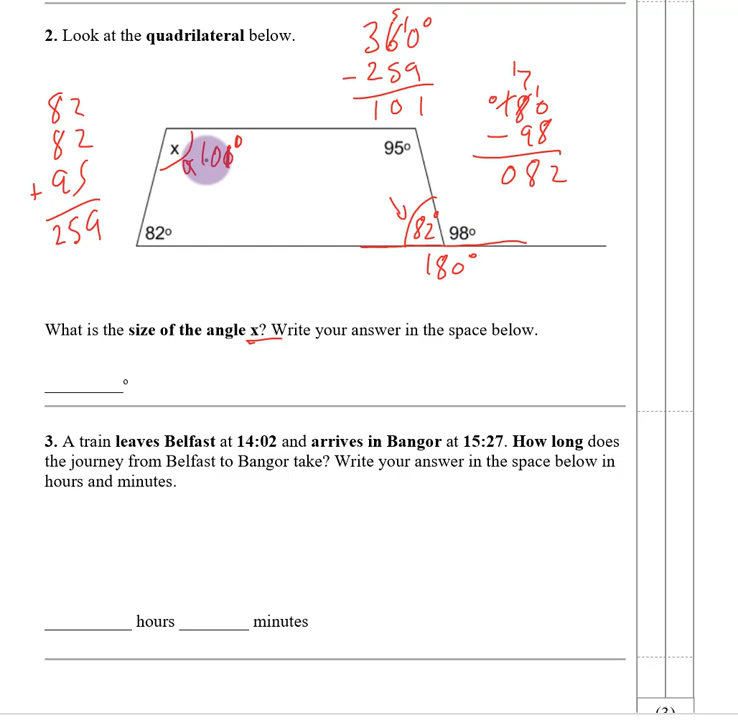 2. Look at the quadrilateral below.
360°
- 259
101
17
180
- 98
082
82
82
+ 95
259
x
95°
82°
82°
98°
180°
What is the size of the angle x? Write your answer in the space below.
°
3. A train leaves Belfast at 14:02 and arrives in Bangor at 15:27. How long does
the journey from Belfast to Bangor take? Write your answer in the space below in
hours and minutes.
hours minutes